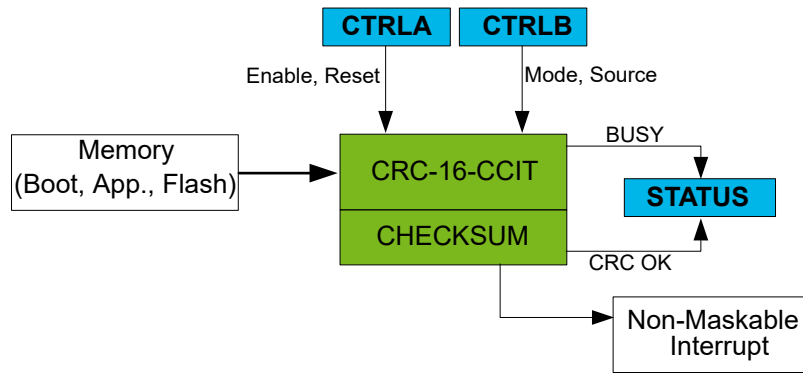 CTRLA
CTRLB
Enable, Reset
Mode, Source
Memory
(Boot, App., Flash)
CRC-16-CCIT
BUSY
STATUS
CHECKSUM
CRC OK
Non-Maskable
Interrupt